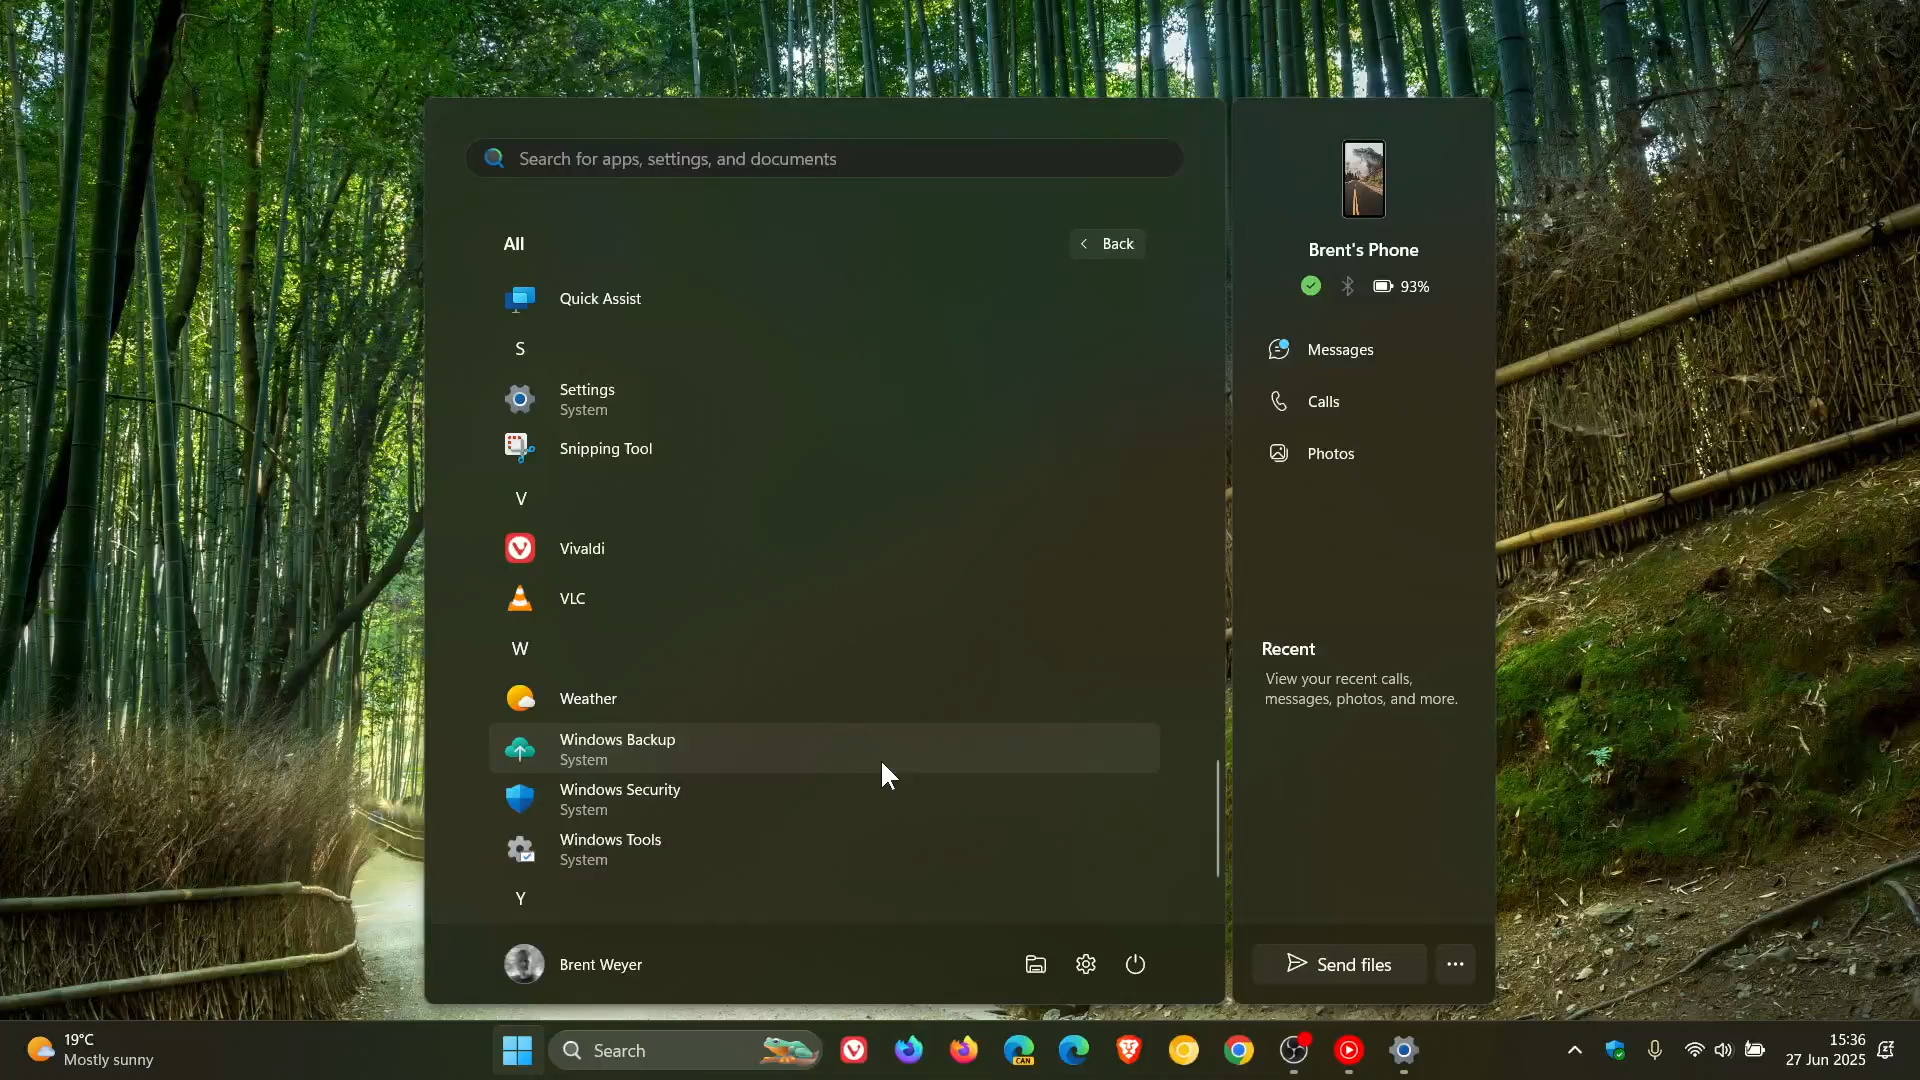 Search for apps, settings, and documents
All
Back
Quick Assist
S
Settings
System
Snipping Tool
V
Vivaldi
VLC
W
Weather
Windows Backup
System
Windows Security
System
Windows Tools
System
Y
Brent Weyer
Brent's Phone
93%
Messages
Calls
Photos
Recent
View your recent calls,
messages, photos, and more.
Send files
19°C
Mostly sunny
Search
CAN
15:36
27 Jun 2025